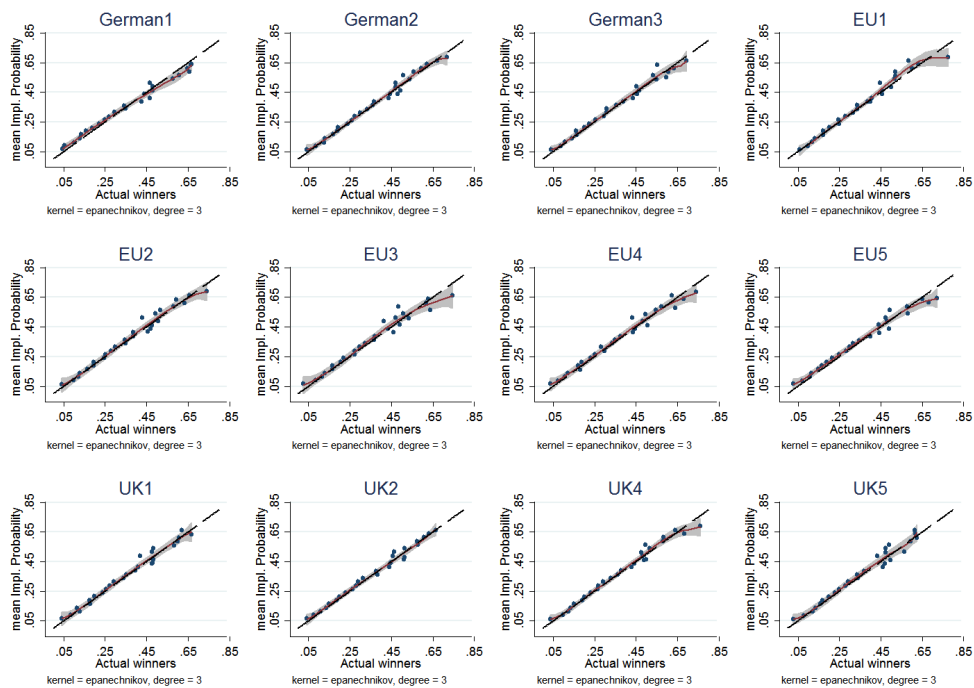 German1
German2
German3
EU1
mean Impl. Probability
.05 .25 .45 .65 .85
mean Impl. Probability
.05 .25 .45 .65 .85
mean Impl. Probability
.05 .25 .45 .65 .85
mean Impl. Probability
.05 .25 .45 .65 .85
.05 .25 .45 .65 .85
.05 .25 .45 .65 .85
.05 .25 .45 .65 .85
.05 .25 .45 .65 .85
Actual winners
Actual winners
Actual winners
Actual winners
kernel = epanechnikov, degree = 3
kernel = epanechnikov, degree = 3
kernel = epanechnikov, degree = 3
kernel = epanechnikov, degree = 3
EU2
EU3
EU4
EU5
mean Impl. Probability
.05 .25 .45 .65 .85
mean Impl. Probability
.05 .25 .45 .65 .85
mean Impl. Probability
.05 .25 .45 .65 .85
mean Impl. Probability
.05 .25 .45 .65 .85
.05 .25 .45 .65 .85
.05 .25 .45 .65 .85
.05 .25 .45 .65 .85
.05 .25 .45 .65 .85
Actual winners
Actual winners
Actual winners
Actual winners
kernel = epanechnikov, degree = 3
kernel = epanechnikov, degree = 3
kernel = epanechnikov, degree = 3
kernel = epanechnikov, degree = 3
UK1
UK2
UK4
UK5
mean Impl. Probability
.05 .25 .45 .65 .85
mean Impl. Probability
.05 .25 .45 .65 .85
mean Impl. Probability
.05 .25 .45 .65 .85
mean Impl. Probability
.05 .25 .45 .65 .85
.05 .25 .45 .65 .85
.05 .25 .45 .65 .85
.05 .25 .45 .65 .85
.05 .25 .45 .65 .85
Actual winners
Actual winners
Actual winners
Actual winners
kernel = epanechnikov, degree = 3
kernel = epanechnikov, degree = 3
kernel = epanechnikov, degree = 3
kernel = epanechnikov, degree = 3